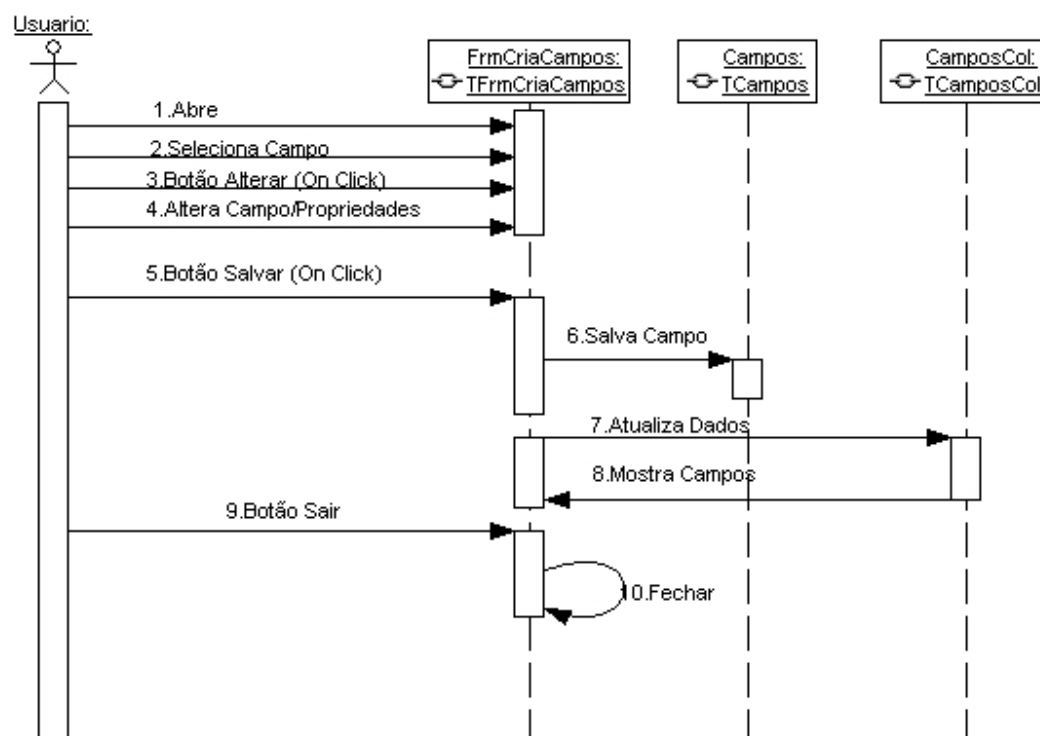 Usuario:
FrmCriaCampos:
TFrmCriaCampos
Campos:
TCampos
CamposCol:
TCamposCol
1.Abre
2.Seleciona Campo
3.Botão Alterar (On Click)
4.Altera Campo/Propriedades
5.Botão Salvar (On Click)
6.Salva Campo
7.Atualiza Dados
8.Mostra Campos
9.Botão Sair
10.Fechar